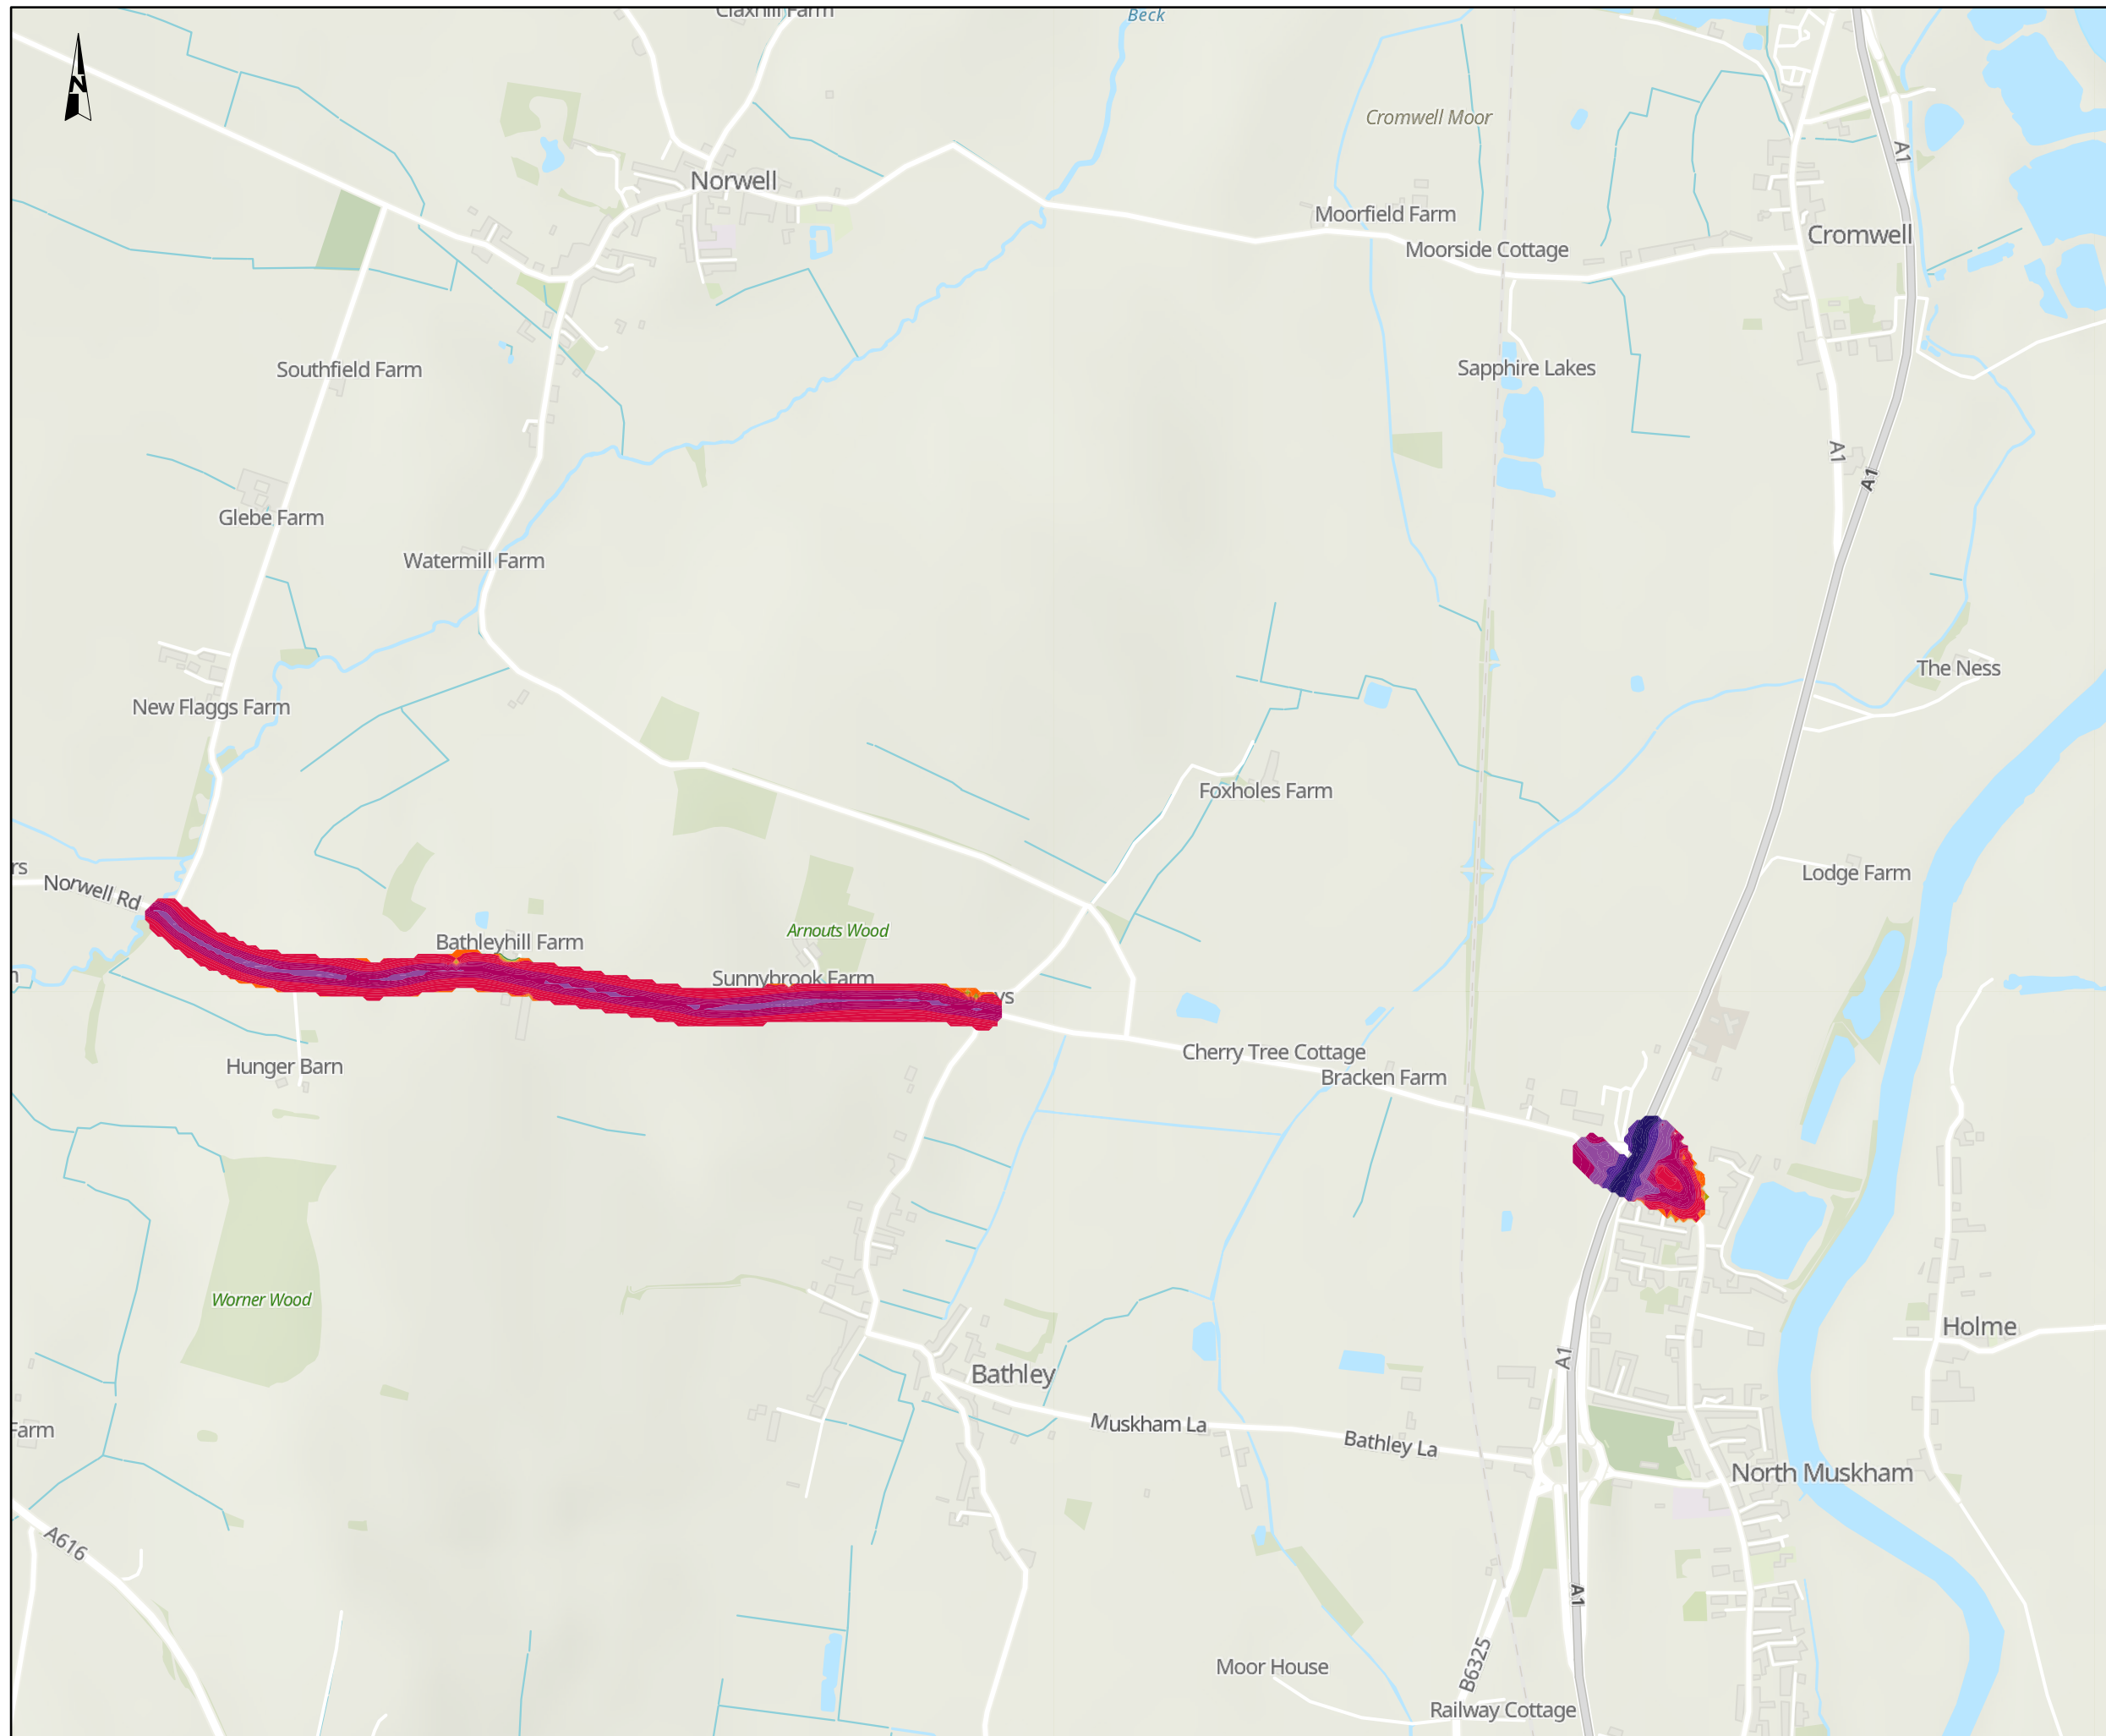 Claxhill Farm
Beck
N
Cromwell Moor
A1
Norwell
Moorfield Farm
Cromwell
Moorside Cottage
Southfield Farm
Sapphire Lakes
A1
A1
Glebe Farm
Watermill Farm
The Ness
New Flaggs Farm
Foxholes Farm
rs
Norwell Rd
Lodge Farm
Arnouts Wood
Bathleyhill Farm
Sunnybrook Farm
ys
Cherry Tree Cottage
Hunger Barn
Bracken Farm
Worner Wood
Holme
A1
Bathley
Muskham La
Bathley La
Farm
North Muskham
A616
A1
B6325
Moor House
Railway Cottage